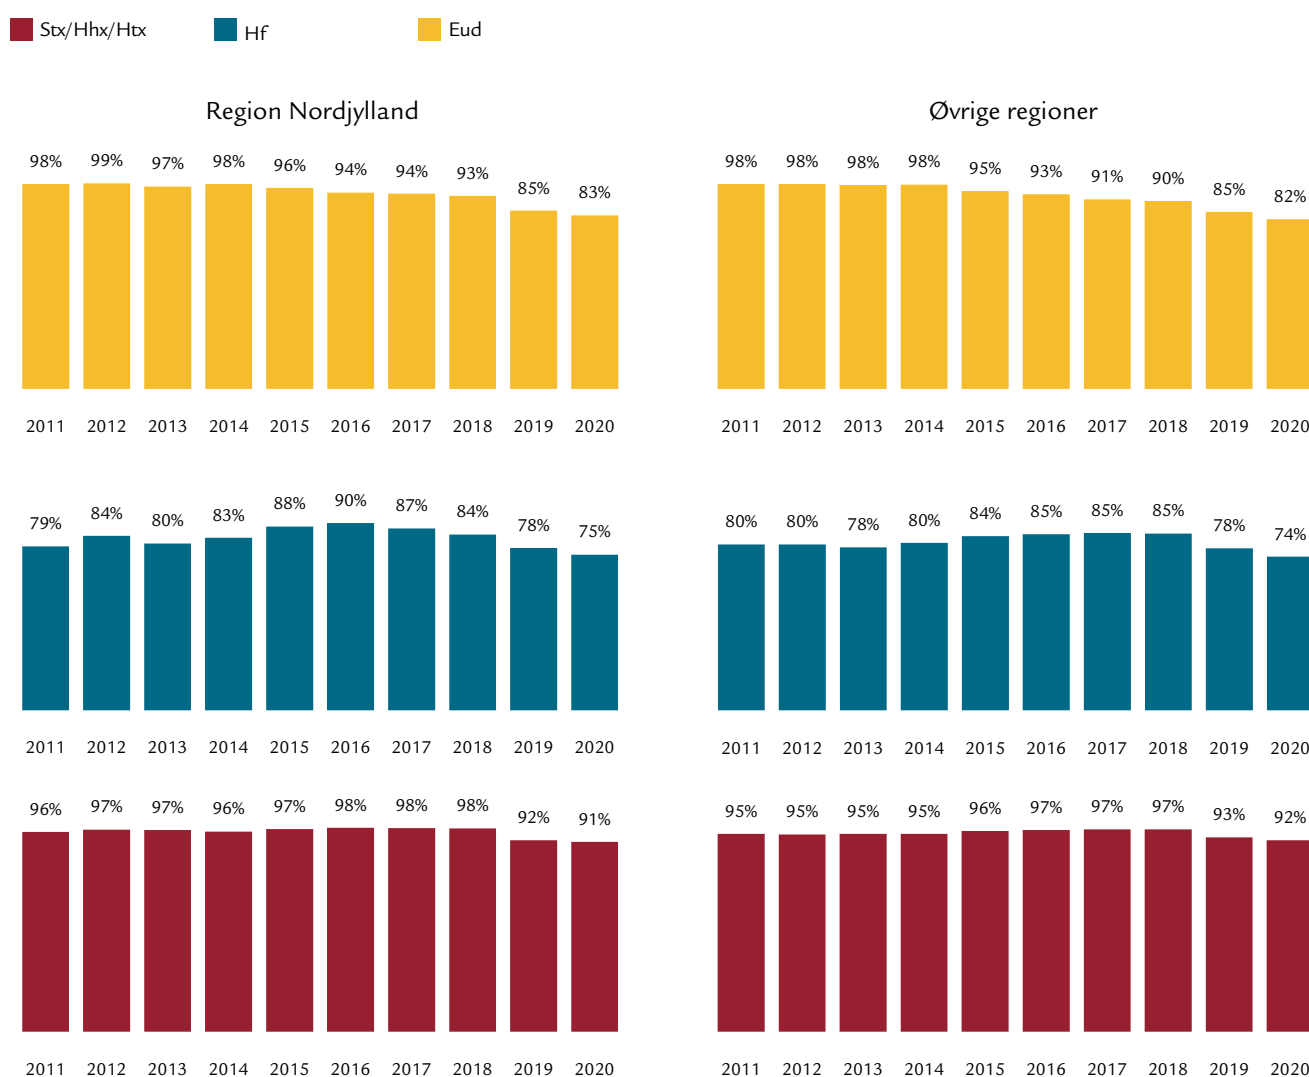 Stx/Hhx/Htx Hf Eud
Region Nordjylland Øvrige regioner
98% 99% 97% 98% 96% 94% 94% 93% 85% 83%
2011 2012 2013 2014 2015 2016 2017 2018 2019 2020
98% 98% 98% 98% 95% 93% 91% 90% 85% 82%
2011 2012 2013 2014 2015 2016 2017 2018 2019 2020
79% 84% 80% 83% 88% 90% 87% 84% 78% 75%
2011 2012 2013 2014 2015 2016 2017 2018 2019 2020
80% 80% 78% 80% 84% 85% 85% 85% 78% 74%
2011 2012 2013 2014 2015 2016 2017 2018 2019 2020
96% 97% 97% 96% 97% 98% 98% 98% 92% 91%
2011 2012 2013 2014 2015 2016 2017 2018 2019 2020
95% 95% 95% 95% 96% 97% 97% 97% 93% 92%
2011 2012 2013 2014 2015 2016 2017 2018 2019 2020